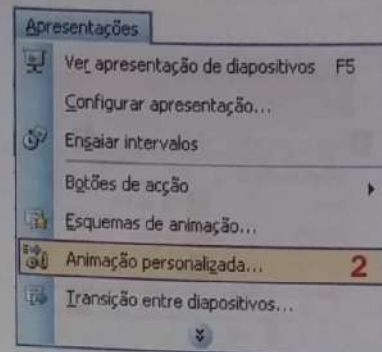 Apresentações
Ver apresentação de diapositivos F5
Configurar apresentação...
Ensaiar intervalos
Botões de acção
Esquemas de animação...
Animação personalizada... 2
Transição entre diapositivos...